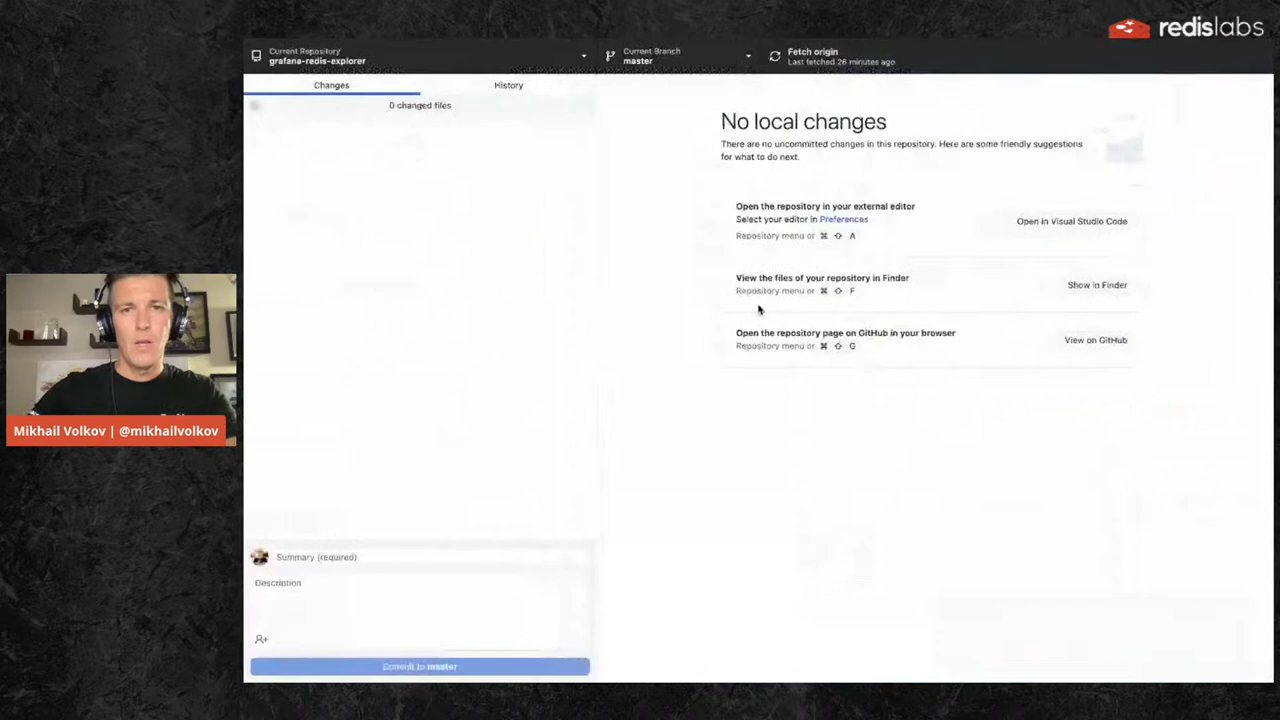 redislabs
Current Repository
grafana-redis-explorer
Current Branch
master
Fetch origin
Last fetched 26 minutes ago
Changes
History
0 changed files
No local changes
There are no uncommitted changes in this repository. Here are some friendly suggestions
for what to do next.
Open the repository in your external editor
Select your editor in Preferences
Repository menu or ⌘ ⇧ A
Open in Visual Studio Code
View the files of your repository in Finder
Repository menu or ⌘ ⇧ F
Show in Finder
Open the repository page on GitHub in your browser
Repository menu or ⌘ ⇧ G
View on GitHub
Mikhail Volkov | @mikhailvolkov
Summary (required)
Description
Commit to master